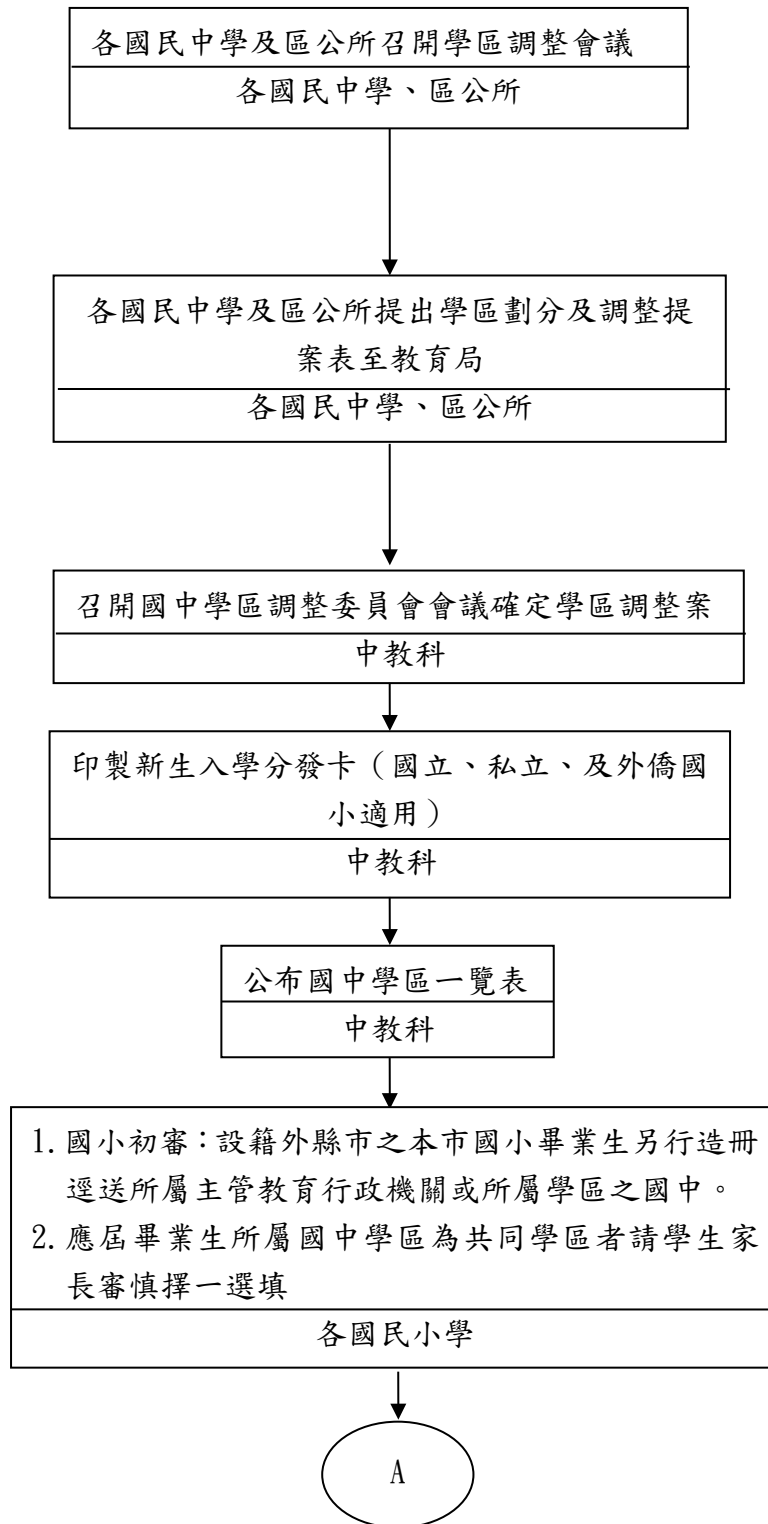 各國民中學及區公所召開學區調整會議
各國民中學、區公所
各國民中學及區公所提出學區劃分及調整提
案表至教育局
各國民中學、區公所
召開國中學區調整委員會會議確定學區調整案
中教科
印製新生入學分發卡（國立、私立、及外僑國
小適用）
中教科
公布國中學區一覽表
中教科
1. 國小初審：設籍外縣市之本市國小畢業生另行造冊
逕送所屬主管教育行政機關或所屬學區之國中。
2. 應屆畢業生所屬國中學區為共同學區者請學生家
長審慎擇一選填
各國民小學
A